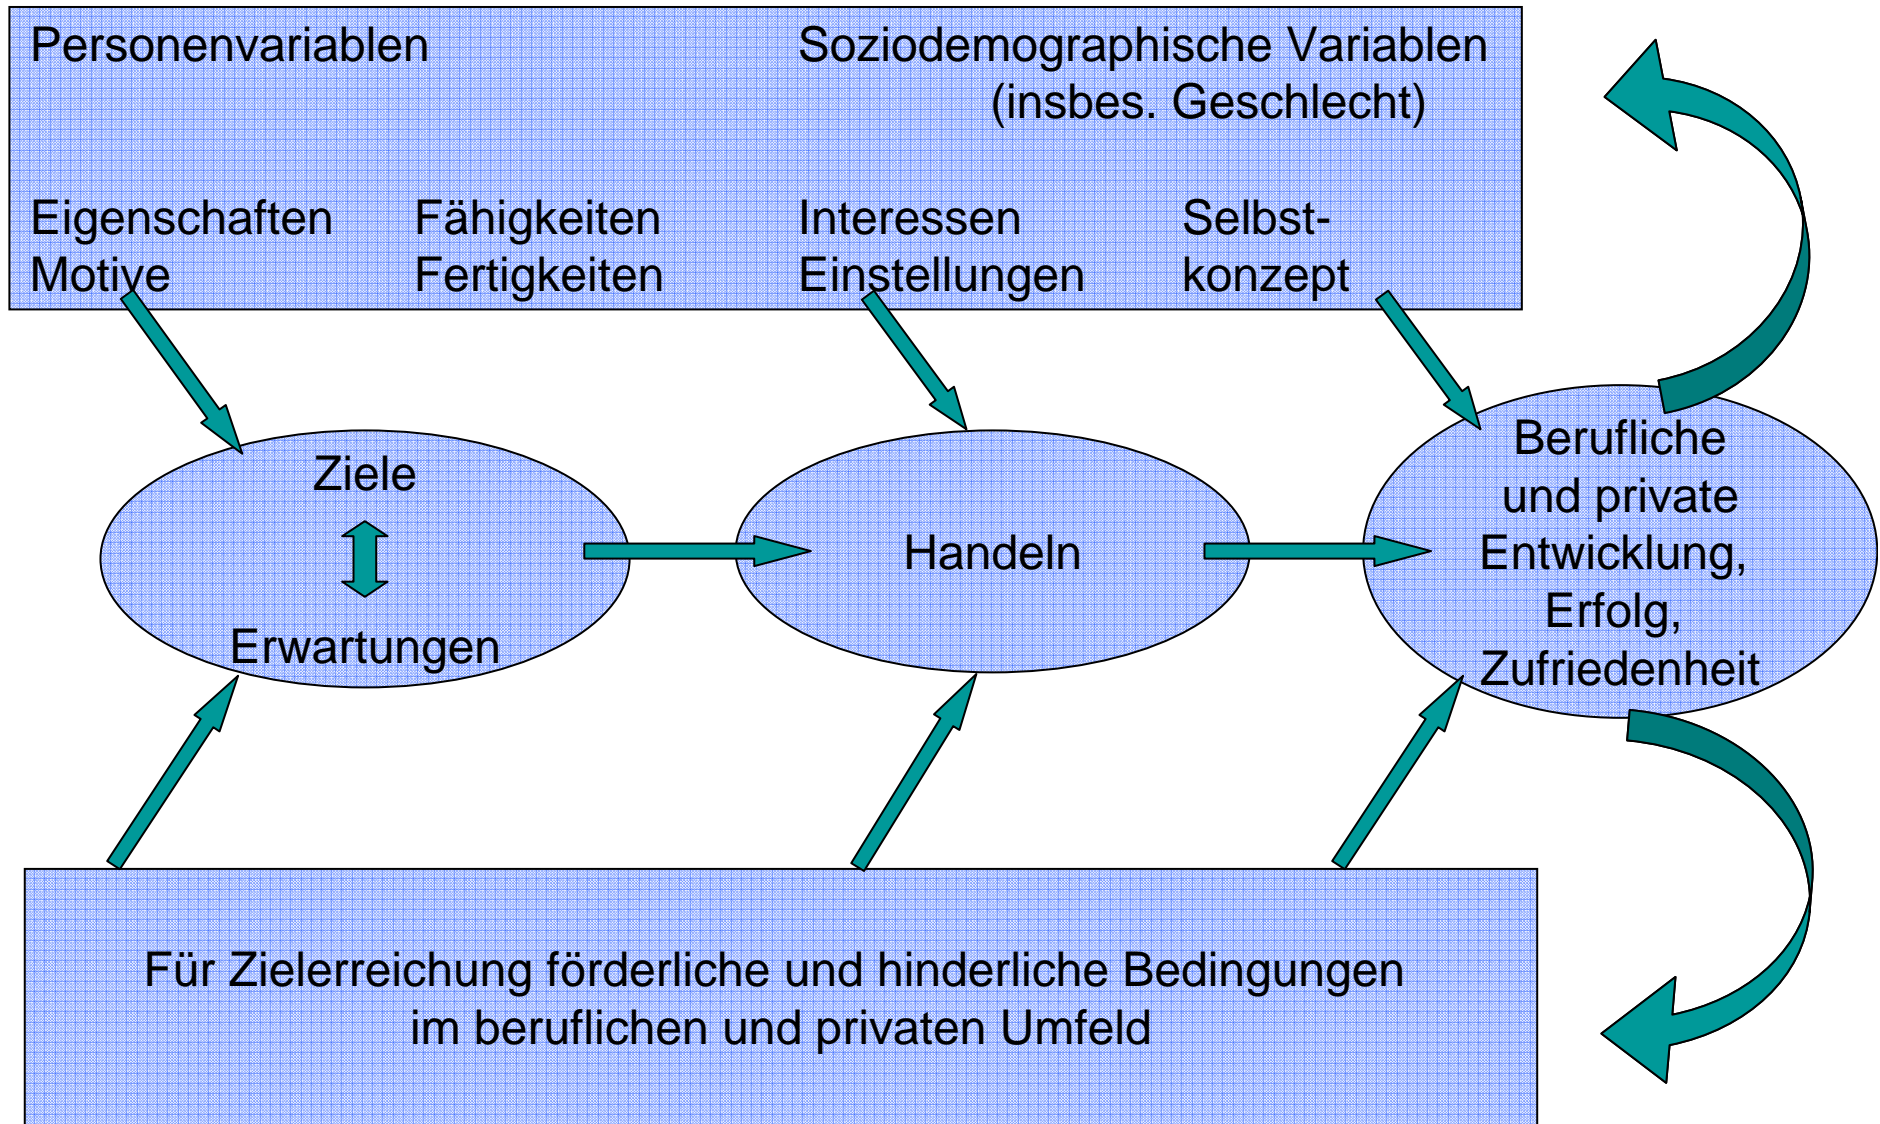 Personenvariablen Soziodemographische Variablen
(insbes. Geschlecht)
Eigenschaften Fähigkeiten Interessen Selbst-
Motive Fertigkeiten Einstellungen konzept
Ziele
Erwartungen
Handeln
Berufliche
und private
Entwicklung,
Erfolg,
Zufriedenheit
Für Zielerreichung förderliche und hinderliche Bedingungen
im beruflichen und privaten Umfeld